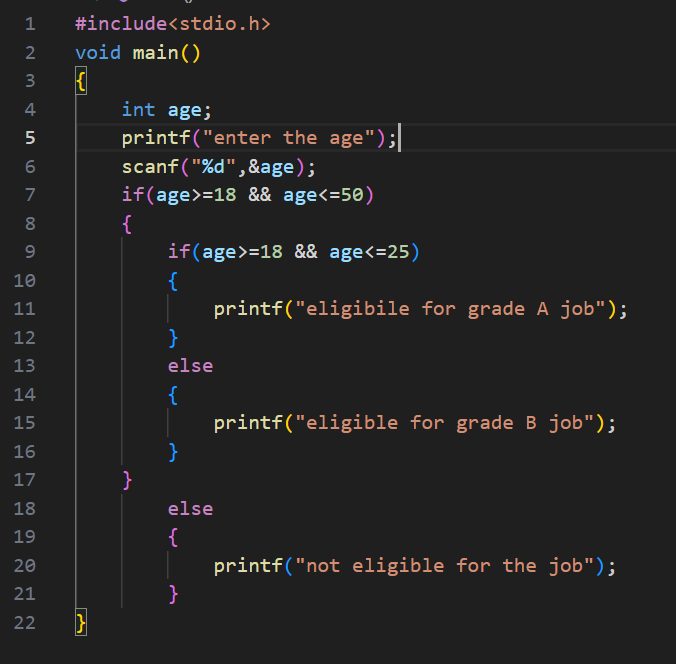 1 #include<stdio.h>
2 void main()
3 {
4     int age;
5     printf("enter the age");
6     scanf("%d",&age);
7     if(age>=18 && age<=50)
8     {
9         if(age>=18 && age<=25)
10         {
11             printf("eligibile for grade A job");
12         }
13         else
14         {
15             printf("eligible for grade B job");
16         }
17     }
18         else
19         {
20             printf("not eligible for the job");
21         }
22 }